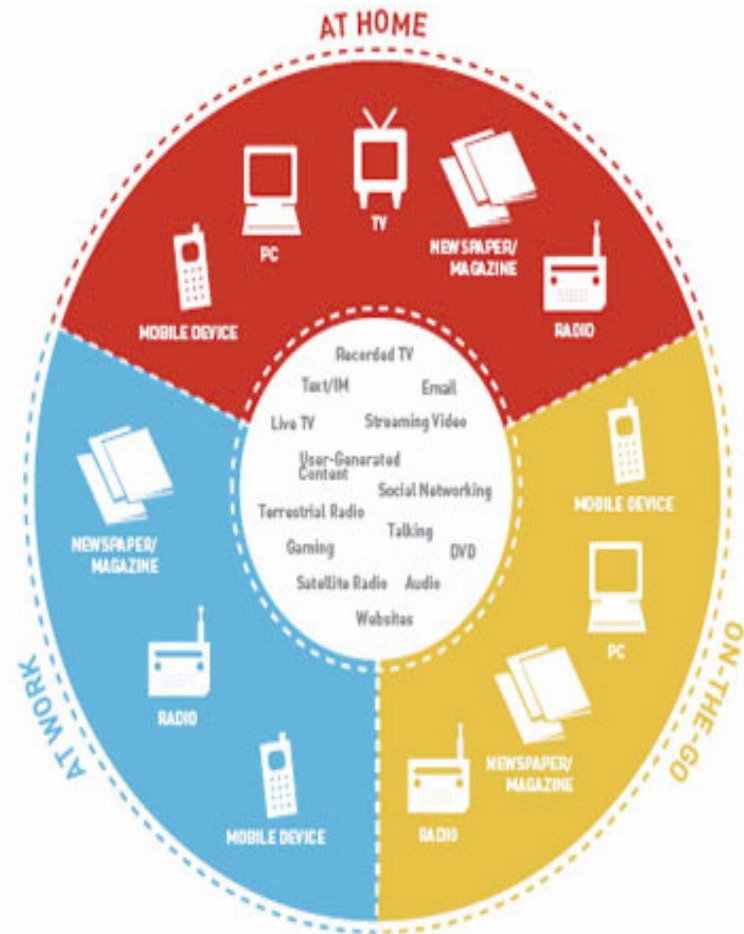 AT HOME
TV
PC
NEWSPAPER/
MAGAZINE
MOBILE DEVICE
RADIO
Recorded TV
Text/IM
Email
Live TV
Streaming Video
User-Generated
Content
Social Networking
Terrestrial Radio
Talking
Gaming
DVD
Satellite Radio
Audio
Websites
MOBILE DEVICE
PC
NEWSPAPER/
MAGAZINE
RADIO
ON-THE-GO
NEWSPAPER/
MAGAZINE
RADIO
MOBILE DEVICE
AT WORK